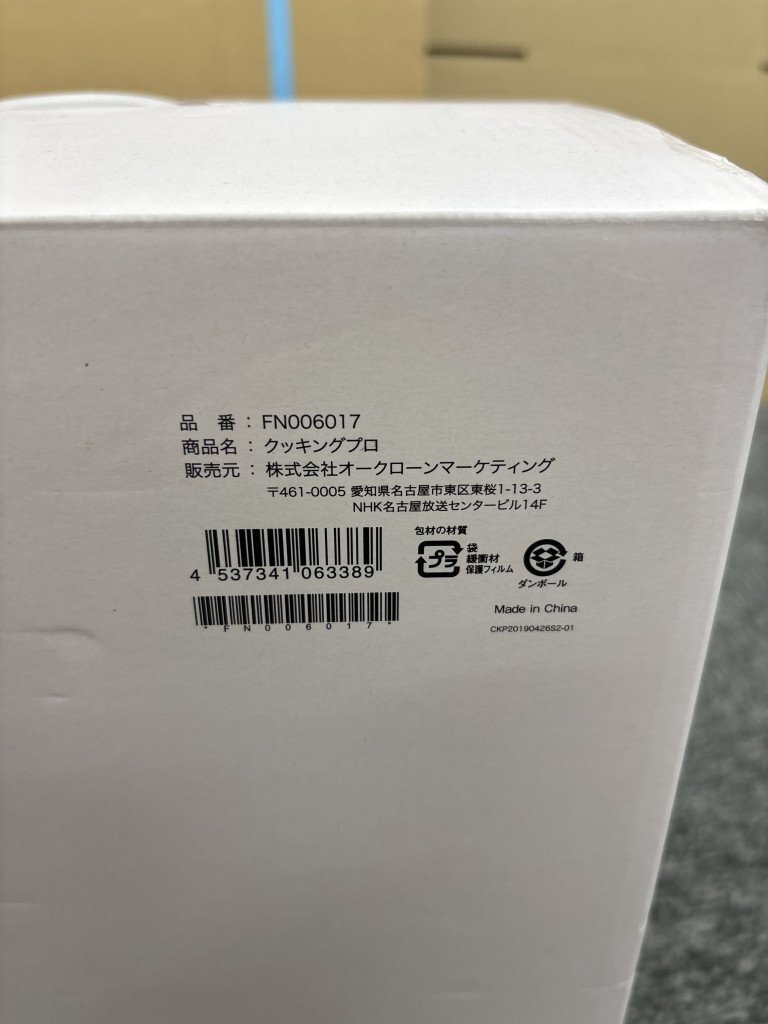 品　番 : FN006017
商品名 : クッキングプロ
販売元 : 株式会社オークローンマーケティング
〒461-0005 愛知県名古屋市東区東桜1-13-3
NHK名古屋放送センタービル14F
包材の材質
プラ 袋 緩衝材 保護フィルム
ダンボール 箱
4 537341 063389
*FN006017*
Made in China
CKP20190426S2-01